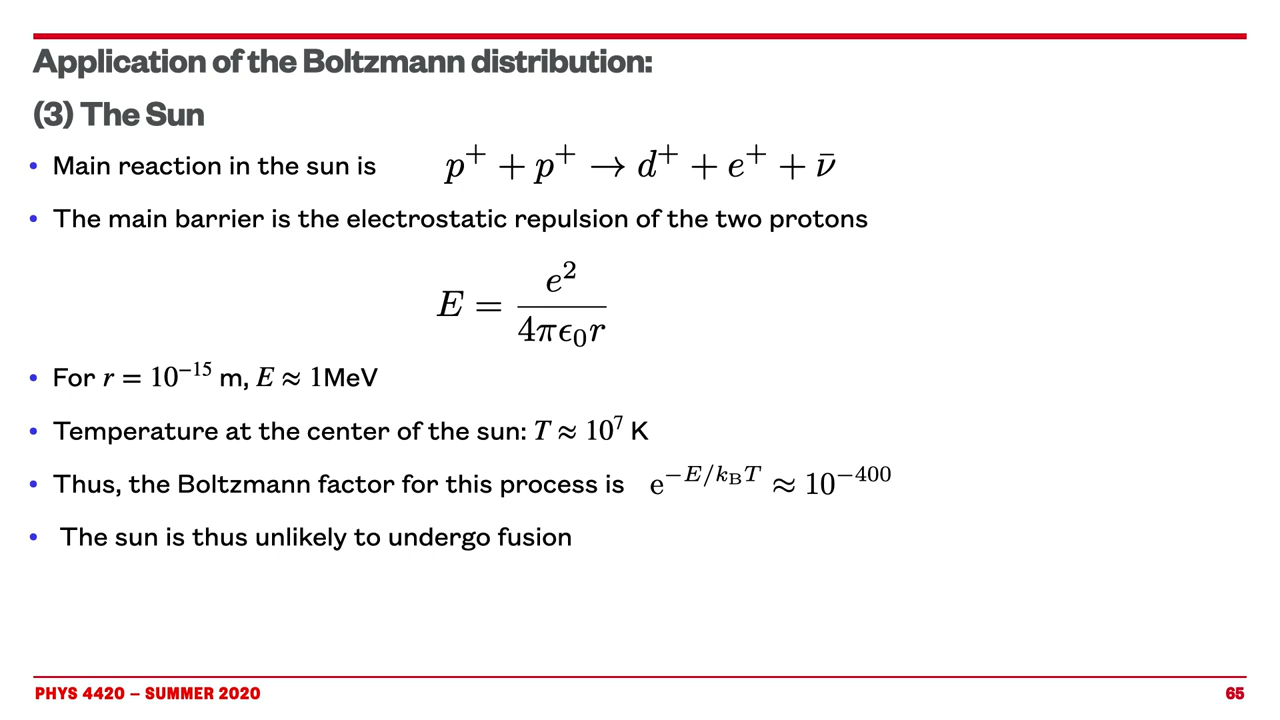 Application of the Boltzmann distribution:
(3) The Sun
• Main reaction in the sun is p⁺ + p⁺ → d⁺ + e⁺ + ν̄
• The main barrier is the electrostatic repulsion of the two protons
E = e² / 4πϵ₀r
• For r = 10⁻¹⁵ m, E ≈ 1MeV
• Temperature at the center of the sun: T ≈ 10⁷ K
• Thus, the Boltzmann factor for this process is e^{−E/k_B T} ≈ 10⁻⁴⁰⁰
• The sun is thus unlikely to undergo fusion
PHYS 4420 – SUMMER 2020 65